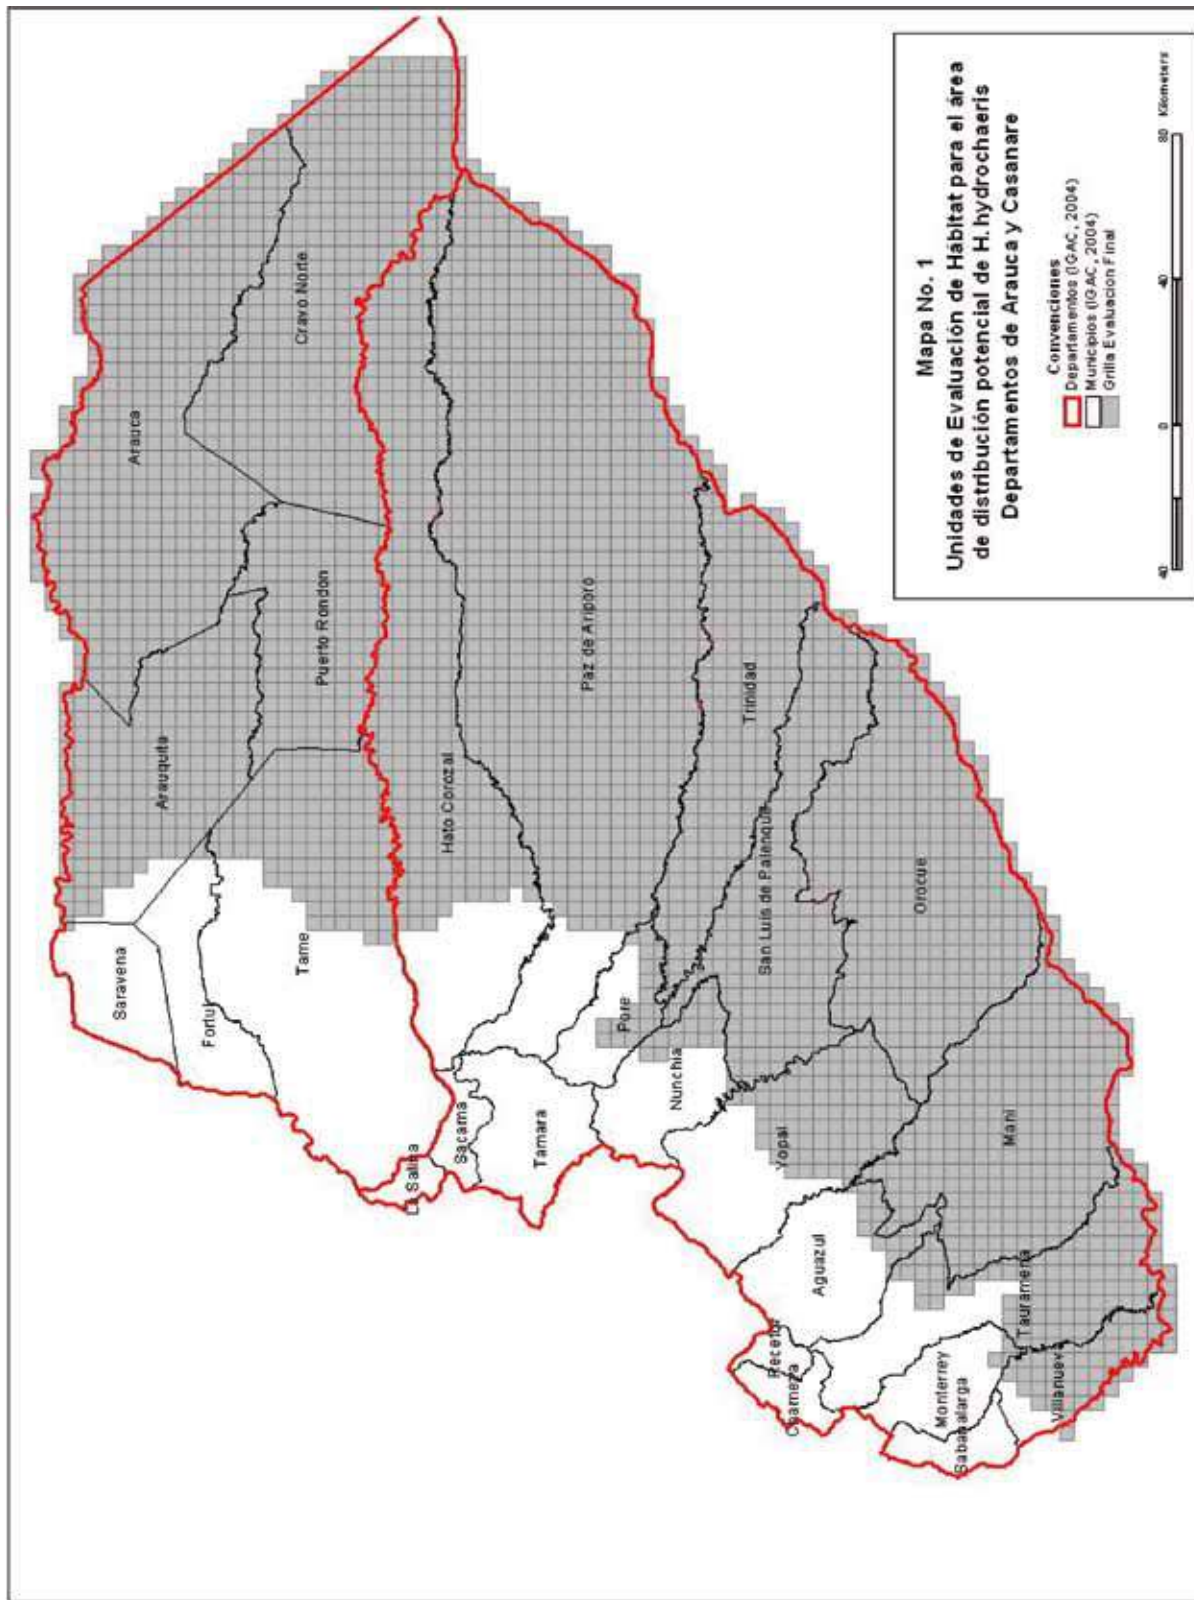 Arauca
Cravo Norte
Arauquita
Puerto Rondon
Saravena
Fortul
Tame
Hato Corozal
Paz de Ariporo
La Salina
Sacama
Tamara
Pore
Nunchia
Trinidad
San Luis de Palenque
Yopal
Orocue
Aguazul
Mani
Recetor
Chameza
Tauramena
Monterrey
Sabanalarga
Villanueva
Mapa No. 1
Unidades de Evaluación de Hábitat para el área
de distribución potencial de H. hydrochaeris
Departamentos de Arauca y Casanare
Convenciones
Departamentos (IGAC, 2004)
Municipios (IGAC, 2004)
Grilla Evaluacion Final
40 0 40 80 Kilometers